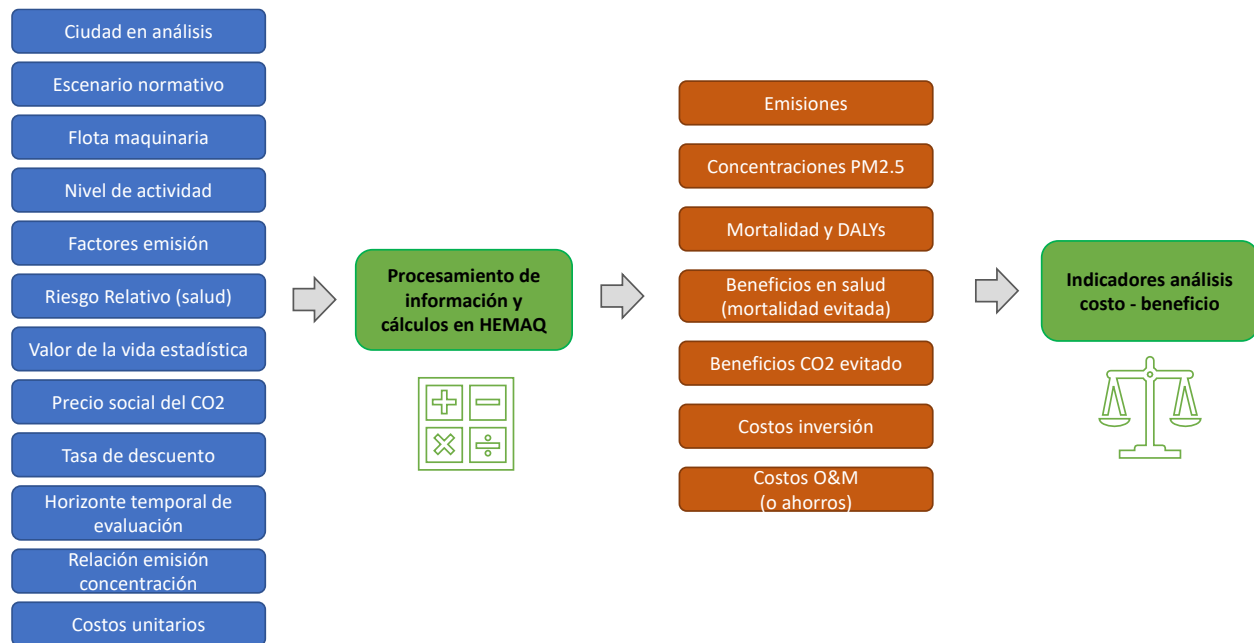 Ciudad en análisis
Escenario normativo
Flota maquinaria
Nivel de actividad
Factores emisión
Riesgo Relativo (salud)
Valor de la vida estadística
Precio social del CO2
Tasa de descuento
Horizonte temporal de
evaluación
Relación emisión
concentración
Costos unitarios
Procesamiento de
información y
cálculos en HEMAQ
Emisiones
Concentraciones PM2.5
Mortalidad y DALYs
Beneficios en salud
(mortalidad evitada)
Beneficios CO2 evitado
Costos inversión
Costos O&M
(o ahorros)
Indicadores análisis
costo - beneficio